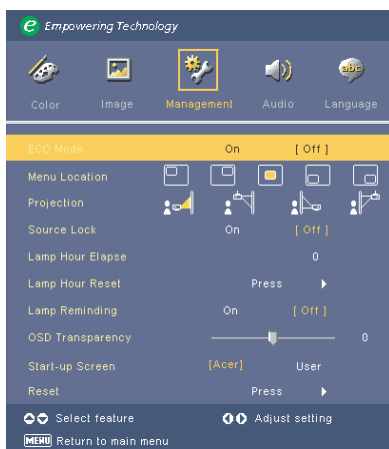 e Empowering Technology
Color Image Management Audio Language
abc
ECO Mode On [ Off ]
Menu Location
Projection
Source Lock On [ Off ]
Lamp Hour Elapse 0
Lamp Hour Reset Press
Lamp Reminding On [ Off ]
OSD Transparency 0
Start-up Screen [Acer] User
Reset Press
Select feature Adjust setting
MENU Return to main menu